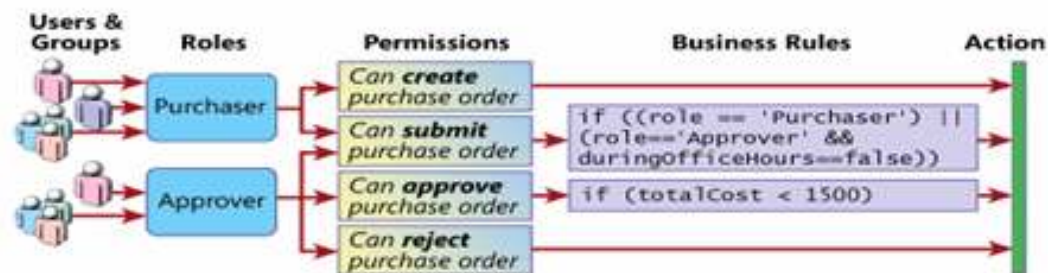 Users &
Groups
Roles
Permissions
Business Rules
Action
Purchaser
Approver
Can create
purchase order
Can submit
purchase order
Can approve
purchase order
Can reject
purchase order
if ((role == 'Purchaser') ||
(role=='Approver' &&
duringOfficeHours==false))
if (totalCost < 1500)